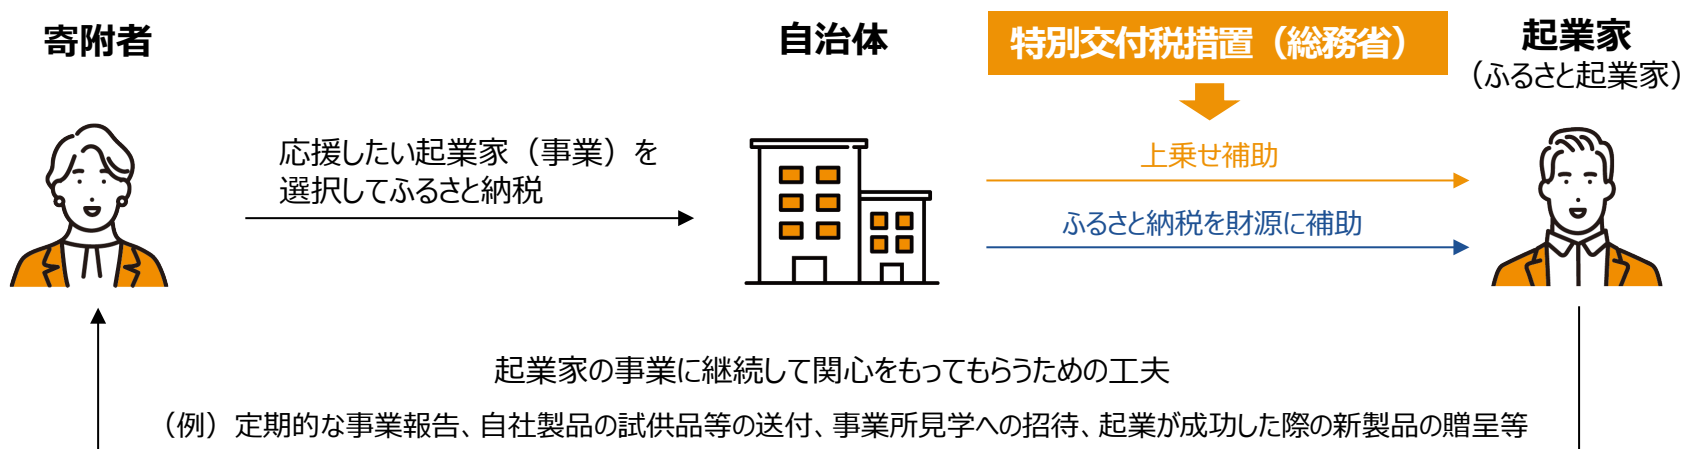 寄附者
自治体
特別交付税措置（総務省）
起業家
（ふるさと起業家）
応援したい起業家（事業）を
選択してふるさと納税
上乗せ補助
ふるさと納税を財源に補助
起業家の事業に継続して関心をもってもらうための工夫
（例）定期的な事業報告、自社製品の試供品等の送付、事業所見学への招待、起業が成功した際の新製品の贈呈等